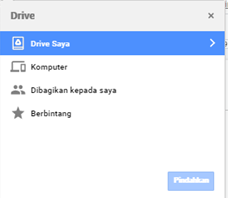 Drive
Drive Saya
Komputer
Dibagikan kepada saya
Berbintang
Pindahkan